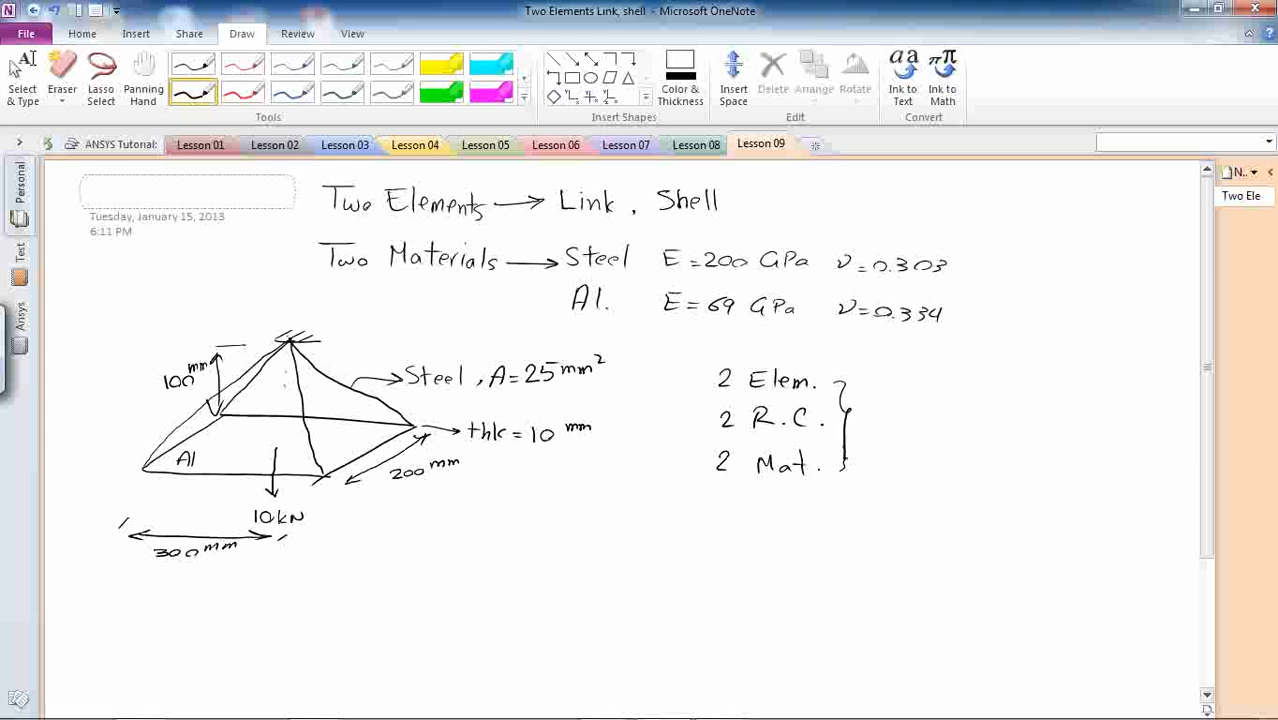 Two Elements Link, shell - Microsoft OneNote
File Home Insert Share Draw Review View
Select & Type
Eraser
Lasso Select
Panning Hand
Color & Thickness
Insert Space
Delete
Arrange
Rotate
Ink to Text
Ink to Math
Tools
Insert Shapes
Edit
Convert
ANSYS Tutorial:
Lesson 01
Lesson 02
Lesson 03
Lesson 04
Lesson 05
Lesson 06
Lesson 07
Lesson 08
Lesson 09
Personal
Test
Ansys
N..
Two Ele
Tuesday, January 15, 2013
6:11 PM
Two Elements → Link, Shell
Two Materials → Steel E=200 GPa ν=0.303
Al. E=69 GPa ν=0.334
100 mm
Steel, A=25 mm²
thk = 10 mm
Al
200 mm
10kN
300 mm
2 Elem.
2 R.C.
2 Mat.